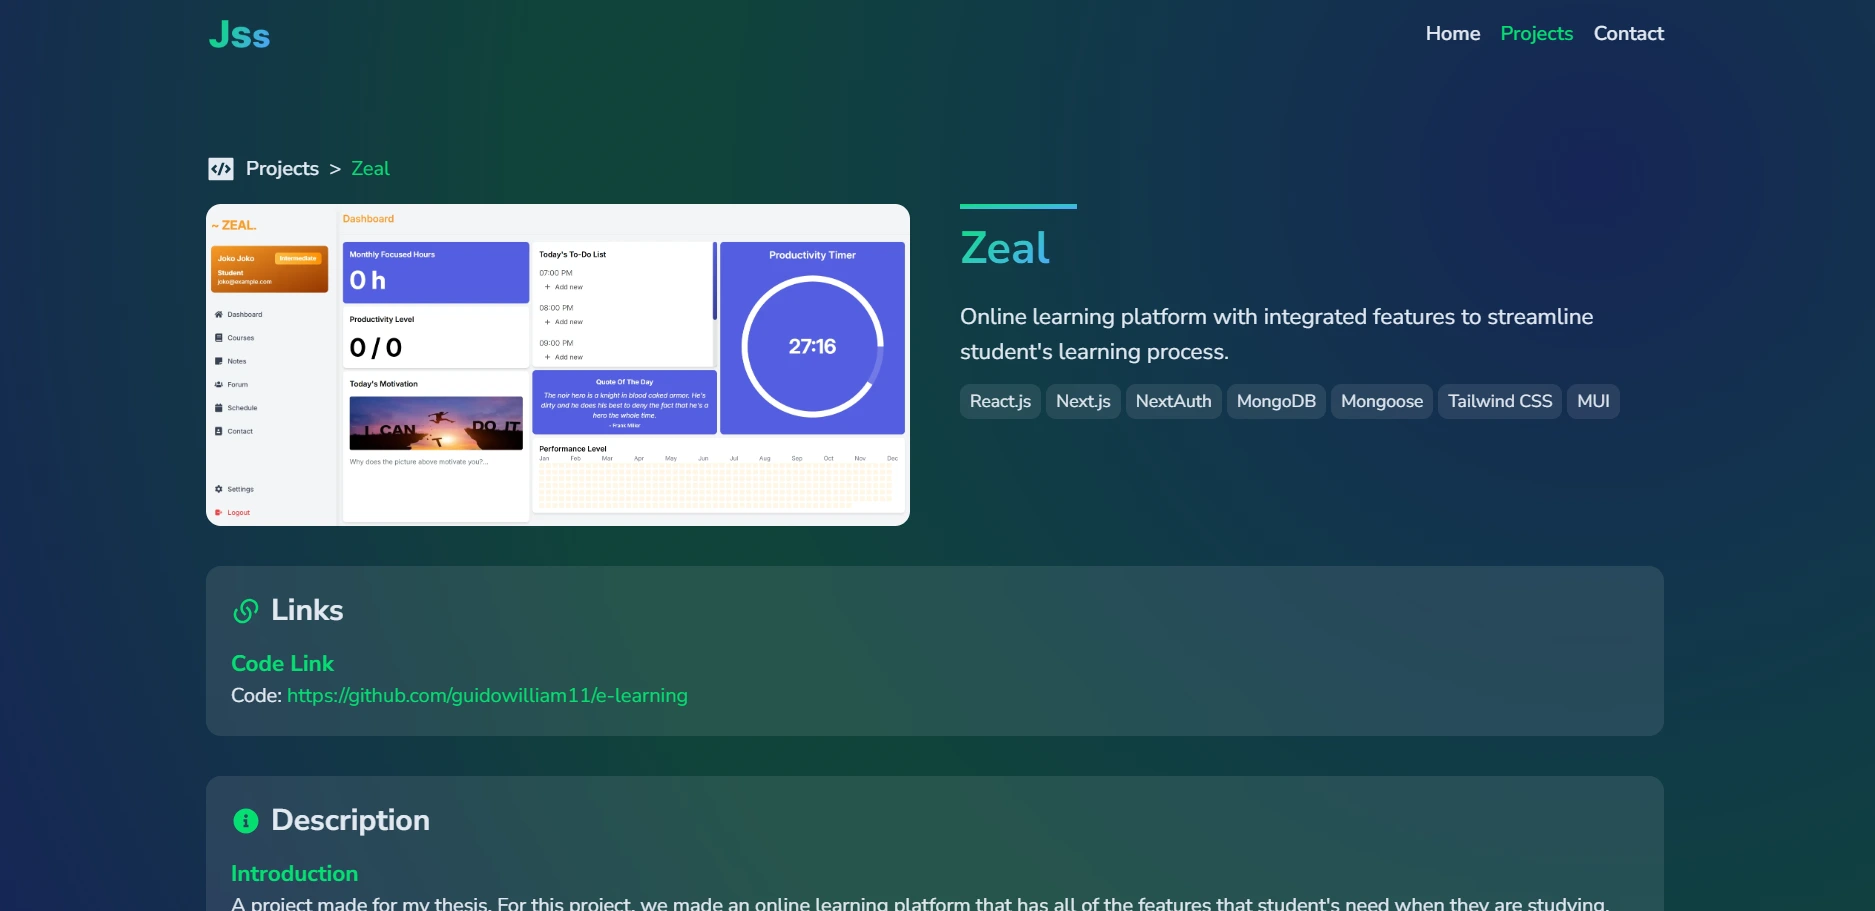 Jss
Home Projects Contact
Projects > Zeal
~ ZEAL.
Joko Joko
Intermediate
Student
joko@example.com
Dashboard
Courses
Notes
Forum
Schedule
Contact
Settings
Logout
Dashboard
Monthly Focused Hours
0 h
Productivity Level
0 / 0
Today's Motivation
I CAN'T DO IT
Why does the picture above motivate you?...
Today's To-Do List
07:00 PM
+ Add new
08:00 PM
+ Add new
09:00 PM
+ Add new
Quote Of The Day
The noir hero is a knight in blood caked armor. He's
dirty and he does his best to deny the fact that he's a
hero the whole time.
- Frank Miller
Productivity Timer
27:16
Performance Level
Jan Feb Mar Apr May Jun Jul Aug Sep Oct Nov Dec
Zeal
Online learning platform with integrated features to streamline
student's learning process.
React.js Next.js NextAuth MongoDB Mongoose Tailwind CSS MUI
Links
Code Link
Code: https://github.com/guidowilliam11/e-learning
Description
Introduction
A project made for my thesis. For this project, we made an online learning platform that has all of the features that student's need when they are studying.